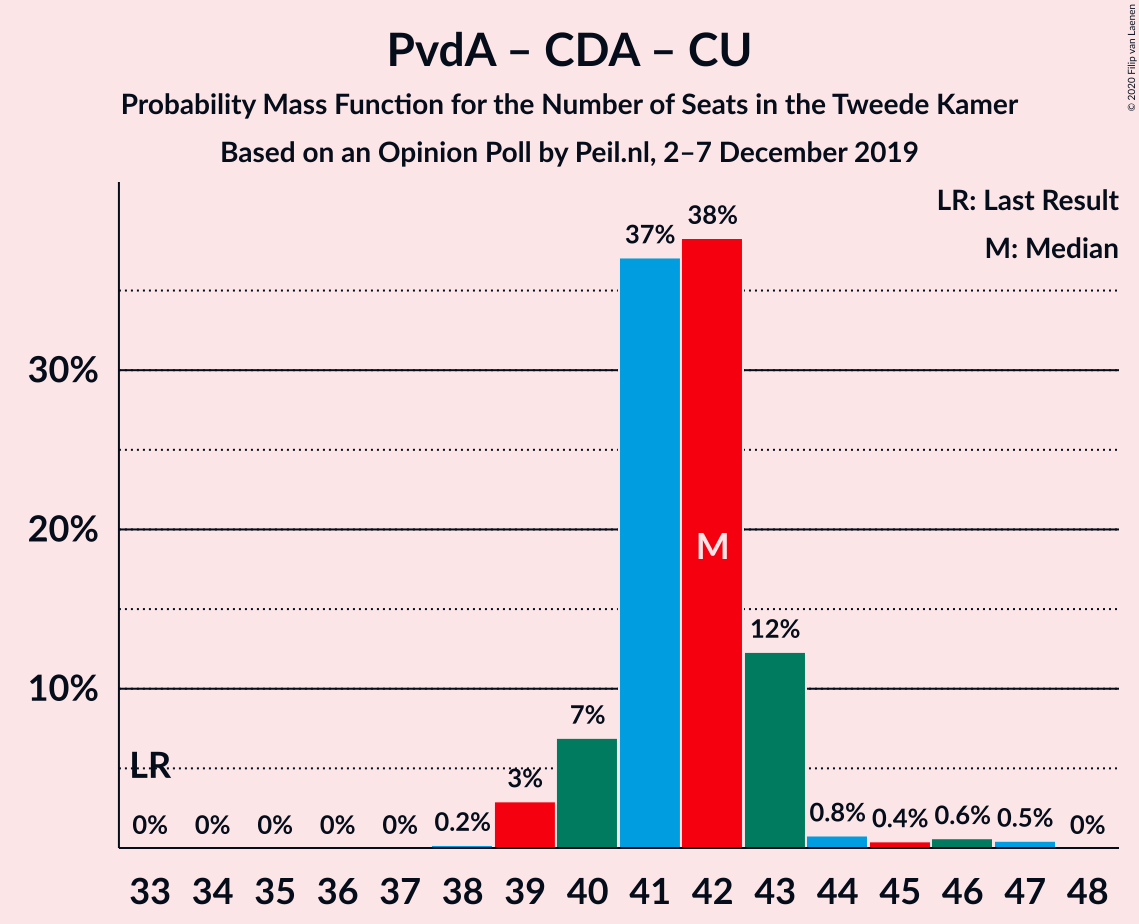 PvdA – CDA – CU
Probability Mass Function for the Number of Seats in the Tweede Kamer
Based on an Opinion Poll by Peil.nl, 2–7 December 2019
© 2020 Filip van Laenen
LR: Last Result
M: Median
38%
37%
30%
20%
M
12%
10%
7%
LR
3%
0% 0% 0% 0% 0% 0.2% 0.8% 0.4% 0.6% 0.5% 0%
33 34 35 36 37 38 39 40 41 42 43 44 45 46 47 48